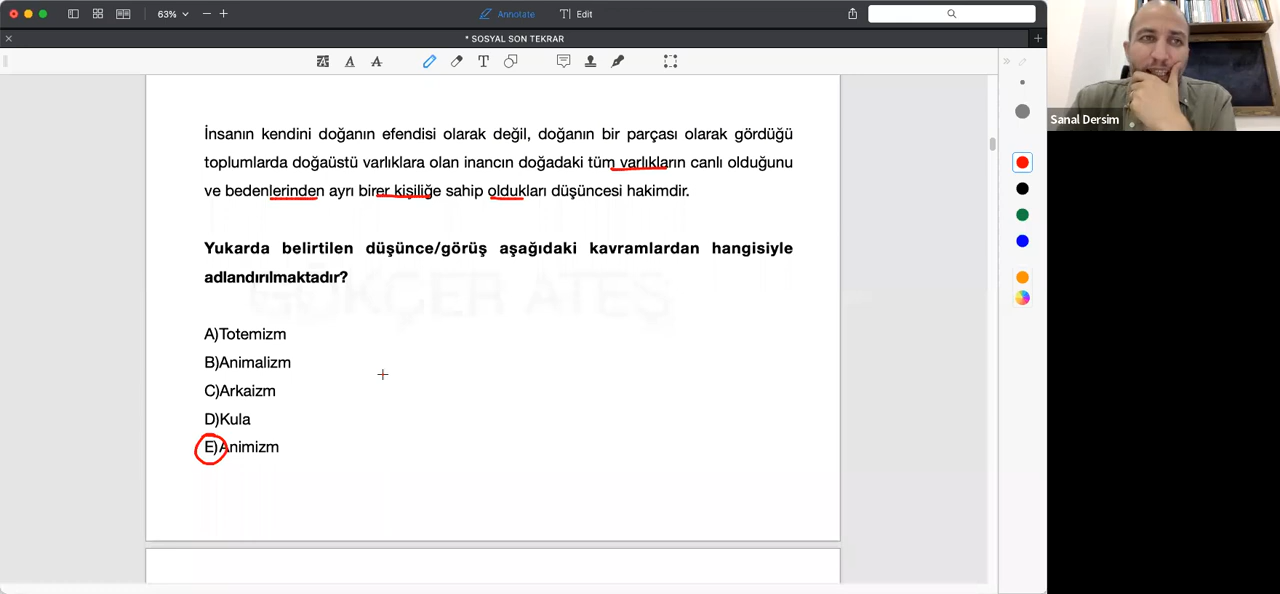 63%
Annotate
Edit
* SOSYAL SON TEKRAR
Sanal Dersim
İnsanın kendini doğanın efendisi olarak değil, doğanın bir parçası olarak gördüğü
toplumlarda doğaüstü varlıklara olan inancın doğadaki tüm varlıkların canlı olduğunu
ve bedenlerinden ayrı birer kişiliğe sahip oldukları düşüncesi hakimdir.
Yukarda belirtilen düşünce/görüş aşağıdaki kavramlardan hangisiyle
adlandırılmaktadır?
GÖKÇER ATEŞ
A)Totemizm
B)Animalizm
C)Arkaizm
D)Kula
E)Animizm